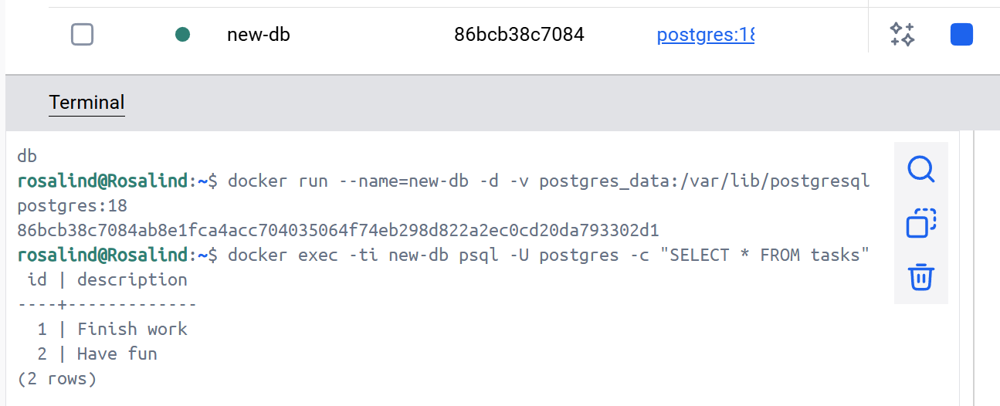 new-db 86bcb38c7084 postgres:18
Terminal
db
rosalind@Rosalind:~$ docker run --name=new-db -d -v postgres_data:/var/lib/postgresql
postgres:18
86bcb38c7084ab8e1fca4acc704035064f74eb298d822a2ec0cd20da793302d1
rosalind@Rosalind:~$ docker exec -ti new-db psql -U postgres -c "SELECT * FROM tasks"
 id | description
----+-------------
  1 | Finish work
  2 | Have fun
(2 rows)